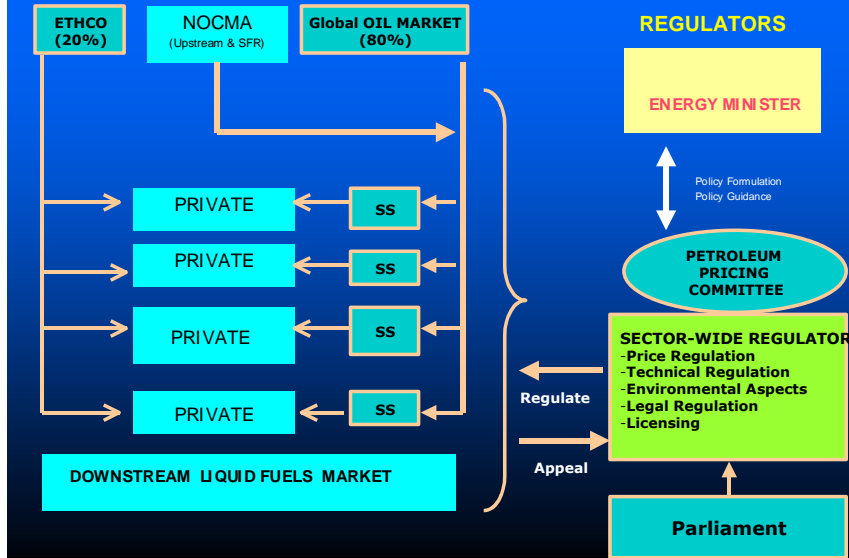 ETHCO
(20%)
NOCMA
(Upstream & SFR)
Global OIL MARKET
(80%)
REGULATORS
ENERGY MINISTER
Policy Formulation
Policy Guidance
PRIVATE
SS
PRIVATE
SS
PRIVATE
SS
PRIVATE
SS
PETROLEUM
PRICING
COMMITTEE
SECTOR-WIDE REGULATOR
-Price Regulation
-Technical Regulation
-Environmental Aspects
-Legal Regulation
-Licensing
Regulate
Appeal
DOWNSTREAM LIQUID FUELS MARKET
Parliament